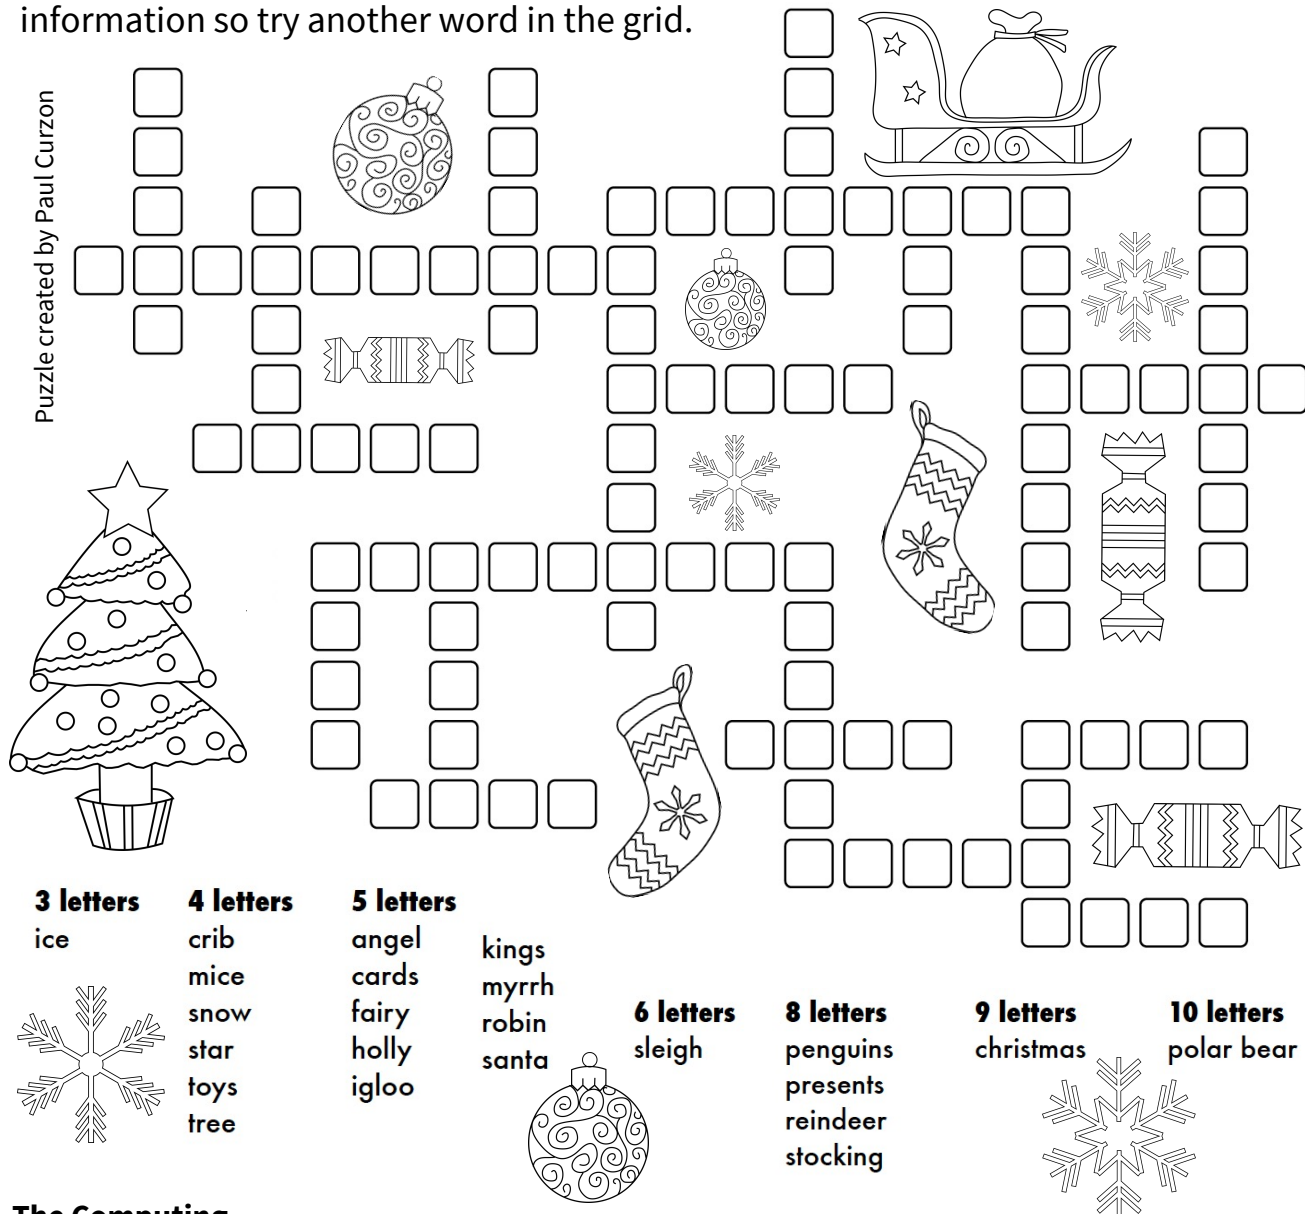 information so try another word in the grid.
Puzzle created by Paul Curzon
3 letters
ice
4 letters
crib
mice
snow
star
toys
tree
5 letters
angel
cards
fairy
holly
igloo
kings
myrrh
robin
santa
6 letters
sleigh
8 letters
penguins
presents
reindeer
stocking
9 letters
christmas
10 letters
polar bear
The Computing